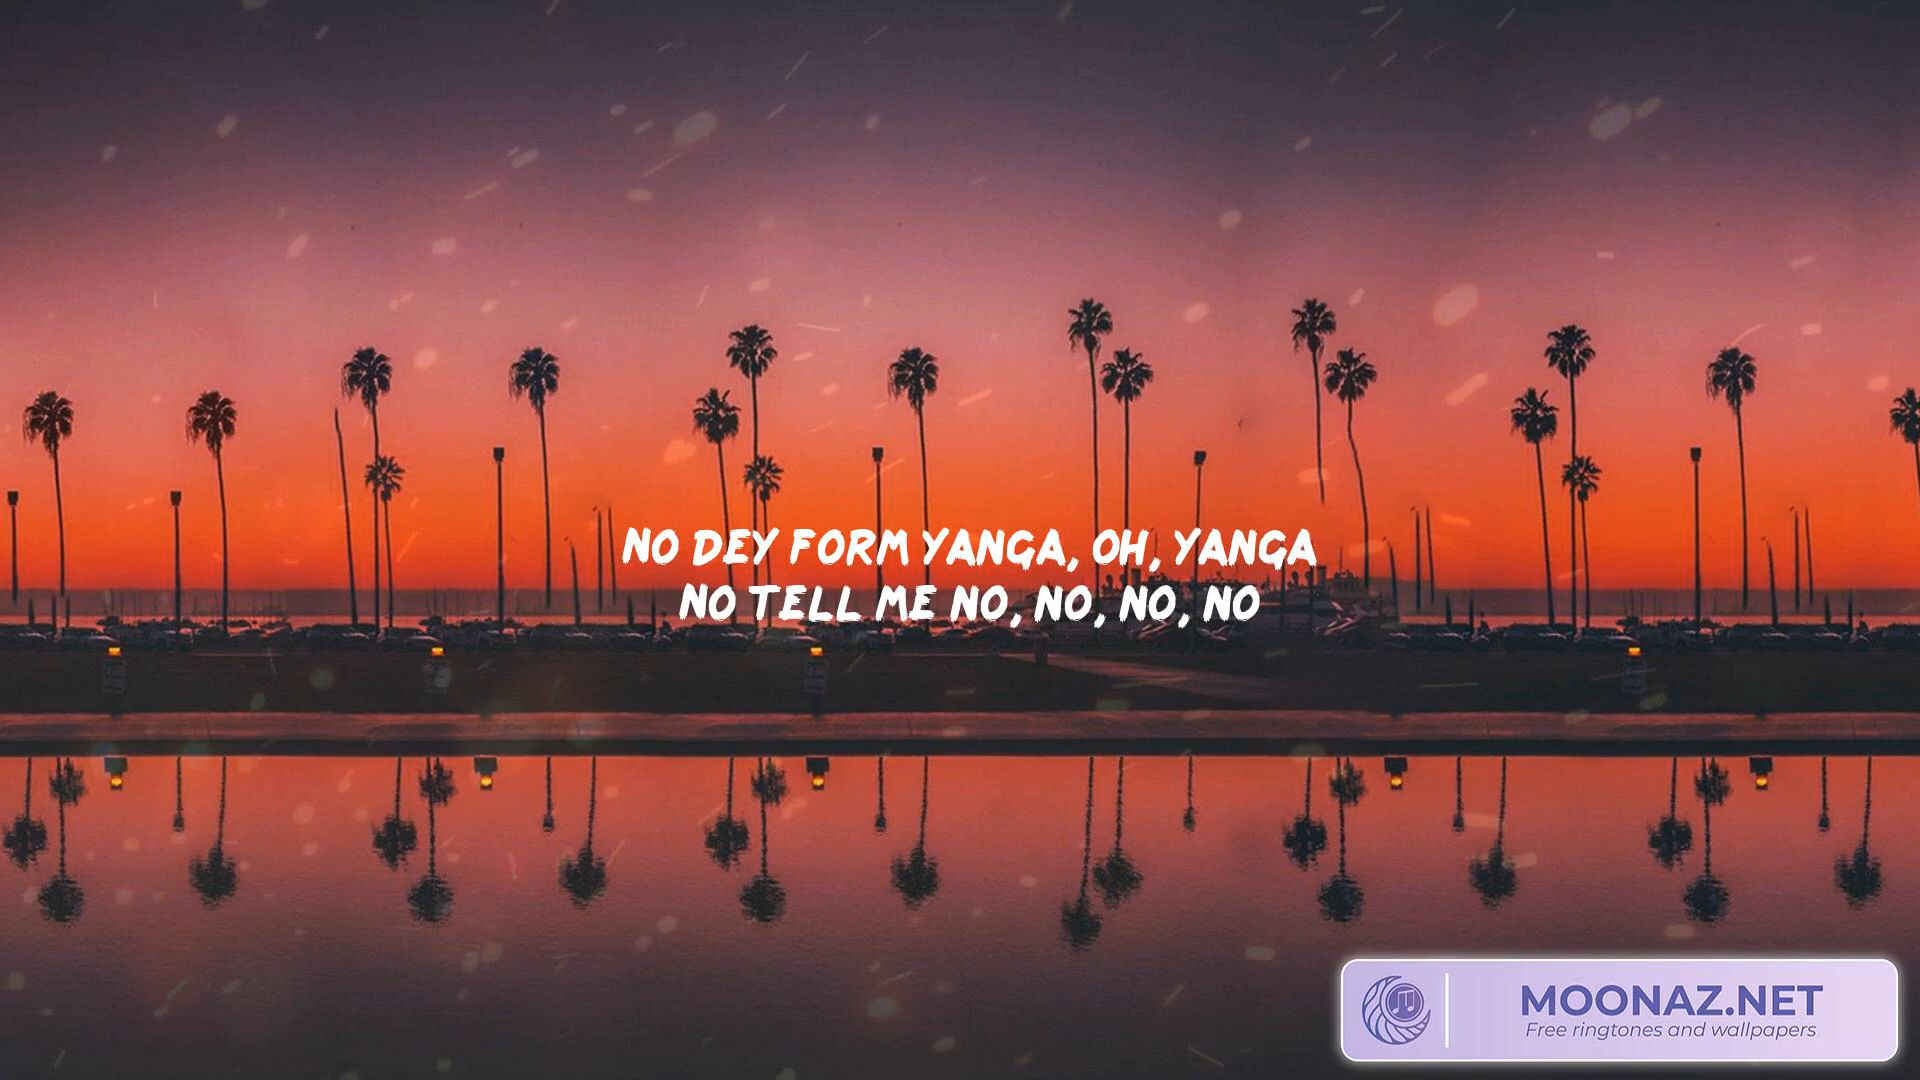 NO DEY FORM YANGA, OH, YANGA
NO TELL ME NO, NO, NO, NO
MOONAZ.NET
Free ringtones and wallpapers